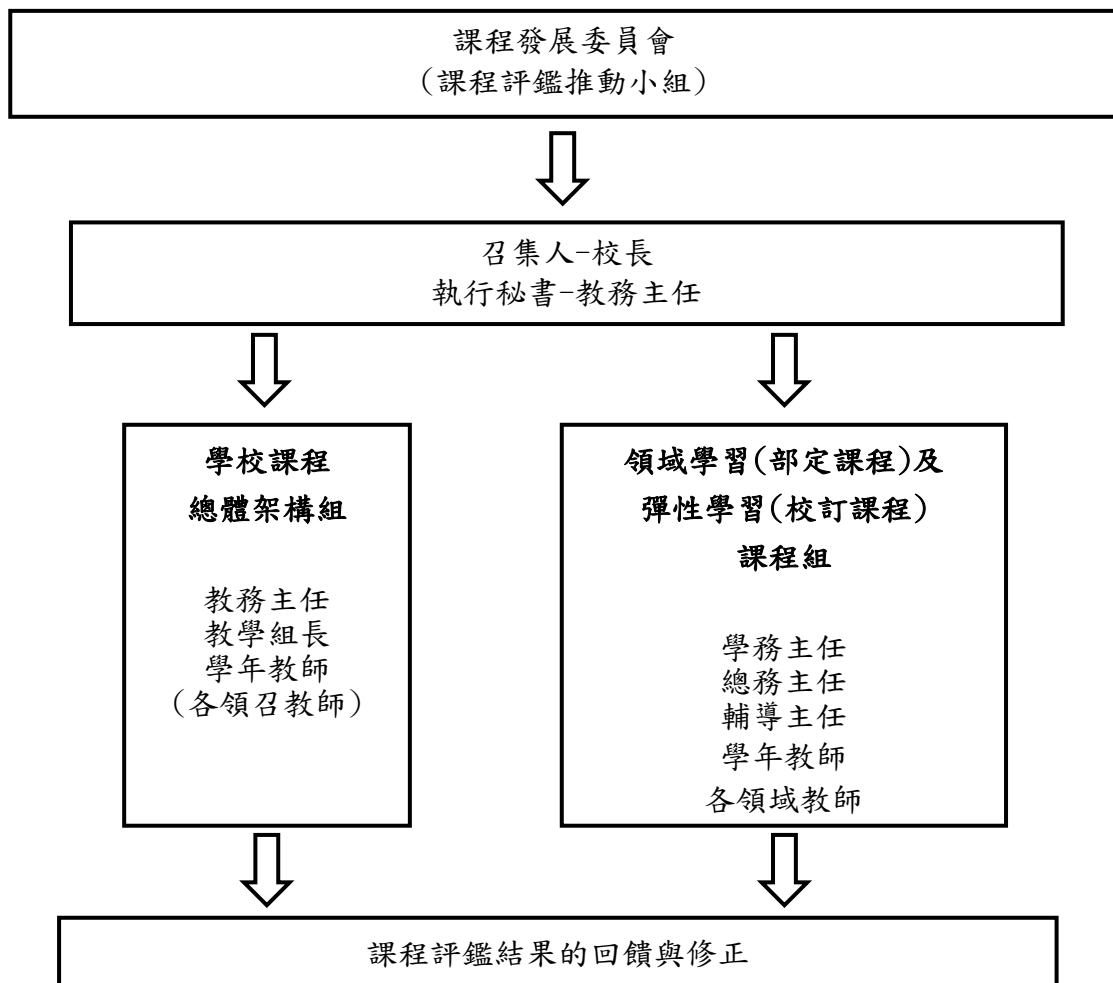 課程發展委員會
(課程評鑑推動小組)
召集人-校長
執行秘書-教務主任
學校課程
總體架構組
教務主任
教學組長
學年教師
(各領召教師)
領域學習(部定課程)及
彈性學習(校訂課程)
課程組
學務主任
總務主任
輔導主任
學年教師
各領域教師
課程評鑑結果的回饋與修正